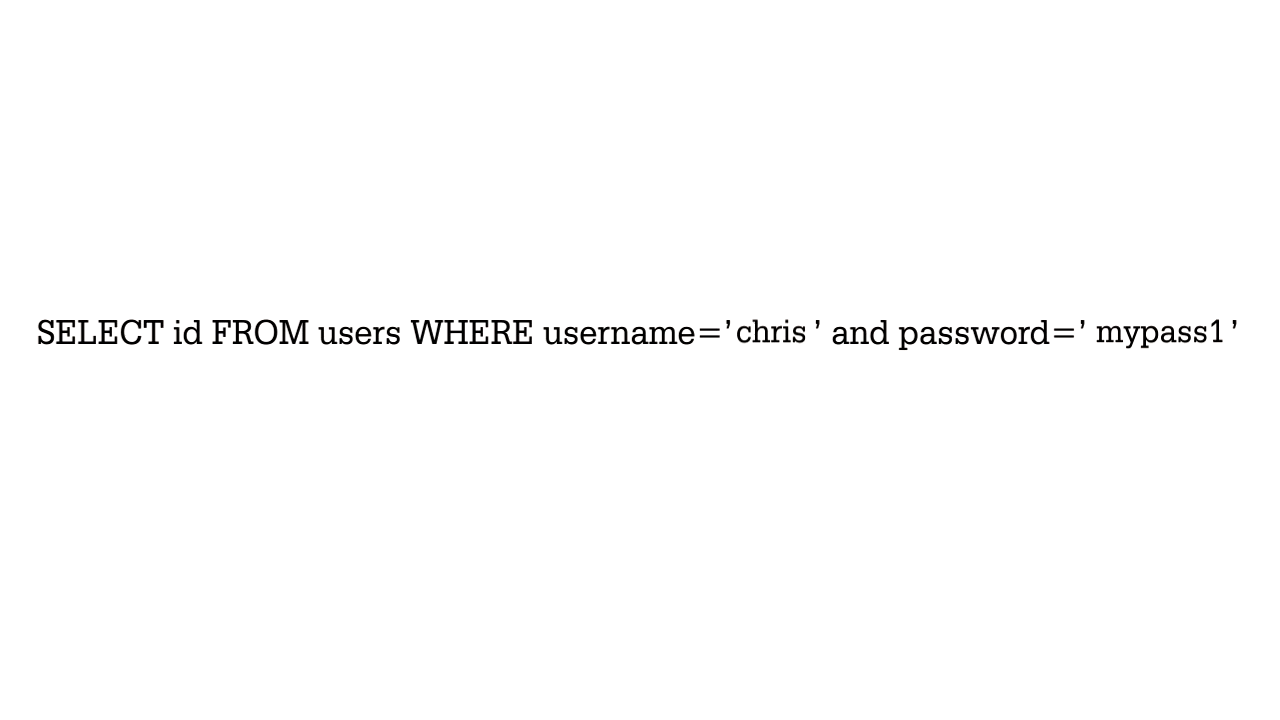 SELECT id FROM users WHERE username=’chris ’ and password=’ mypass1 ’